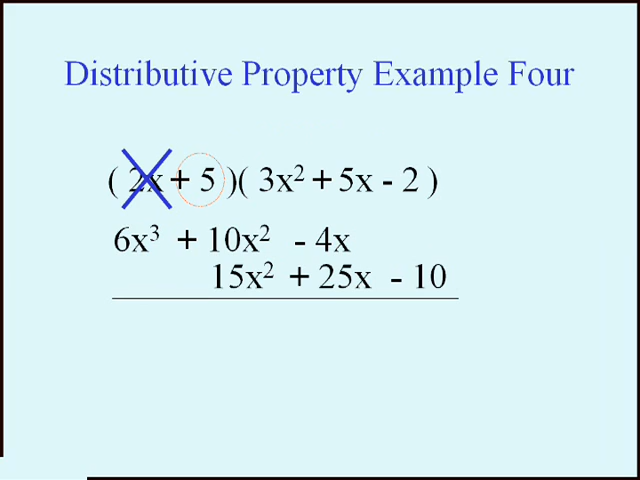 Distributive Property Example Four
( 2x + 5 )( 3x² + 5x - 2 )
6x³ + 10x² - 4x
15x² + 25x - 10